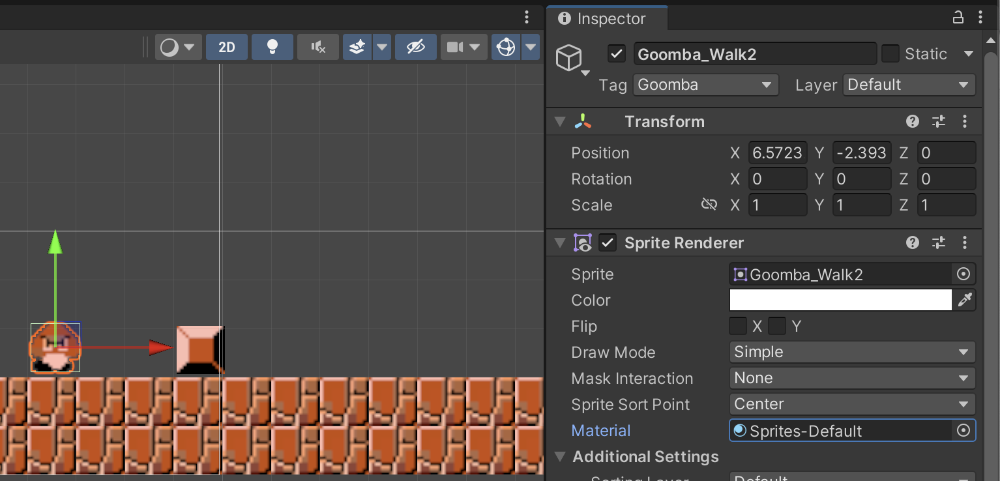 Inspector
2D
Goomba_Walk2 Static
Tag Goomba Layer Default
Transform
Position X 6.5723 Y -2.393 Z 0
Rotation X 0 Y 0 Z 0
Scale X 1 Y 1 Z 1
Sprite Renderer
Sprite Goomba_Walk2
Color
Flip X Y
Draw Mode Simple
Mask Interaction None
Sprite Sort Point Center
Material Sprites-Default
Additional Settings
Sorting Layer Default